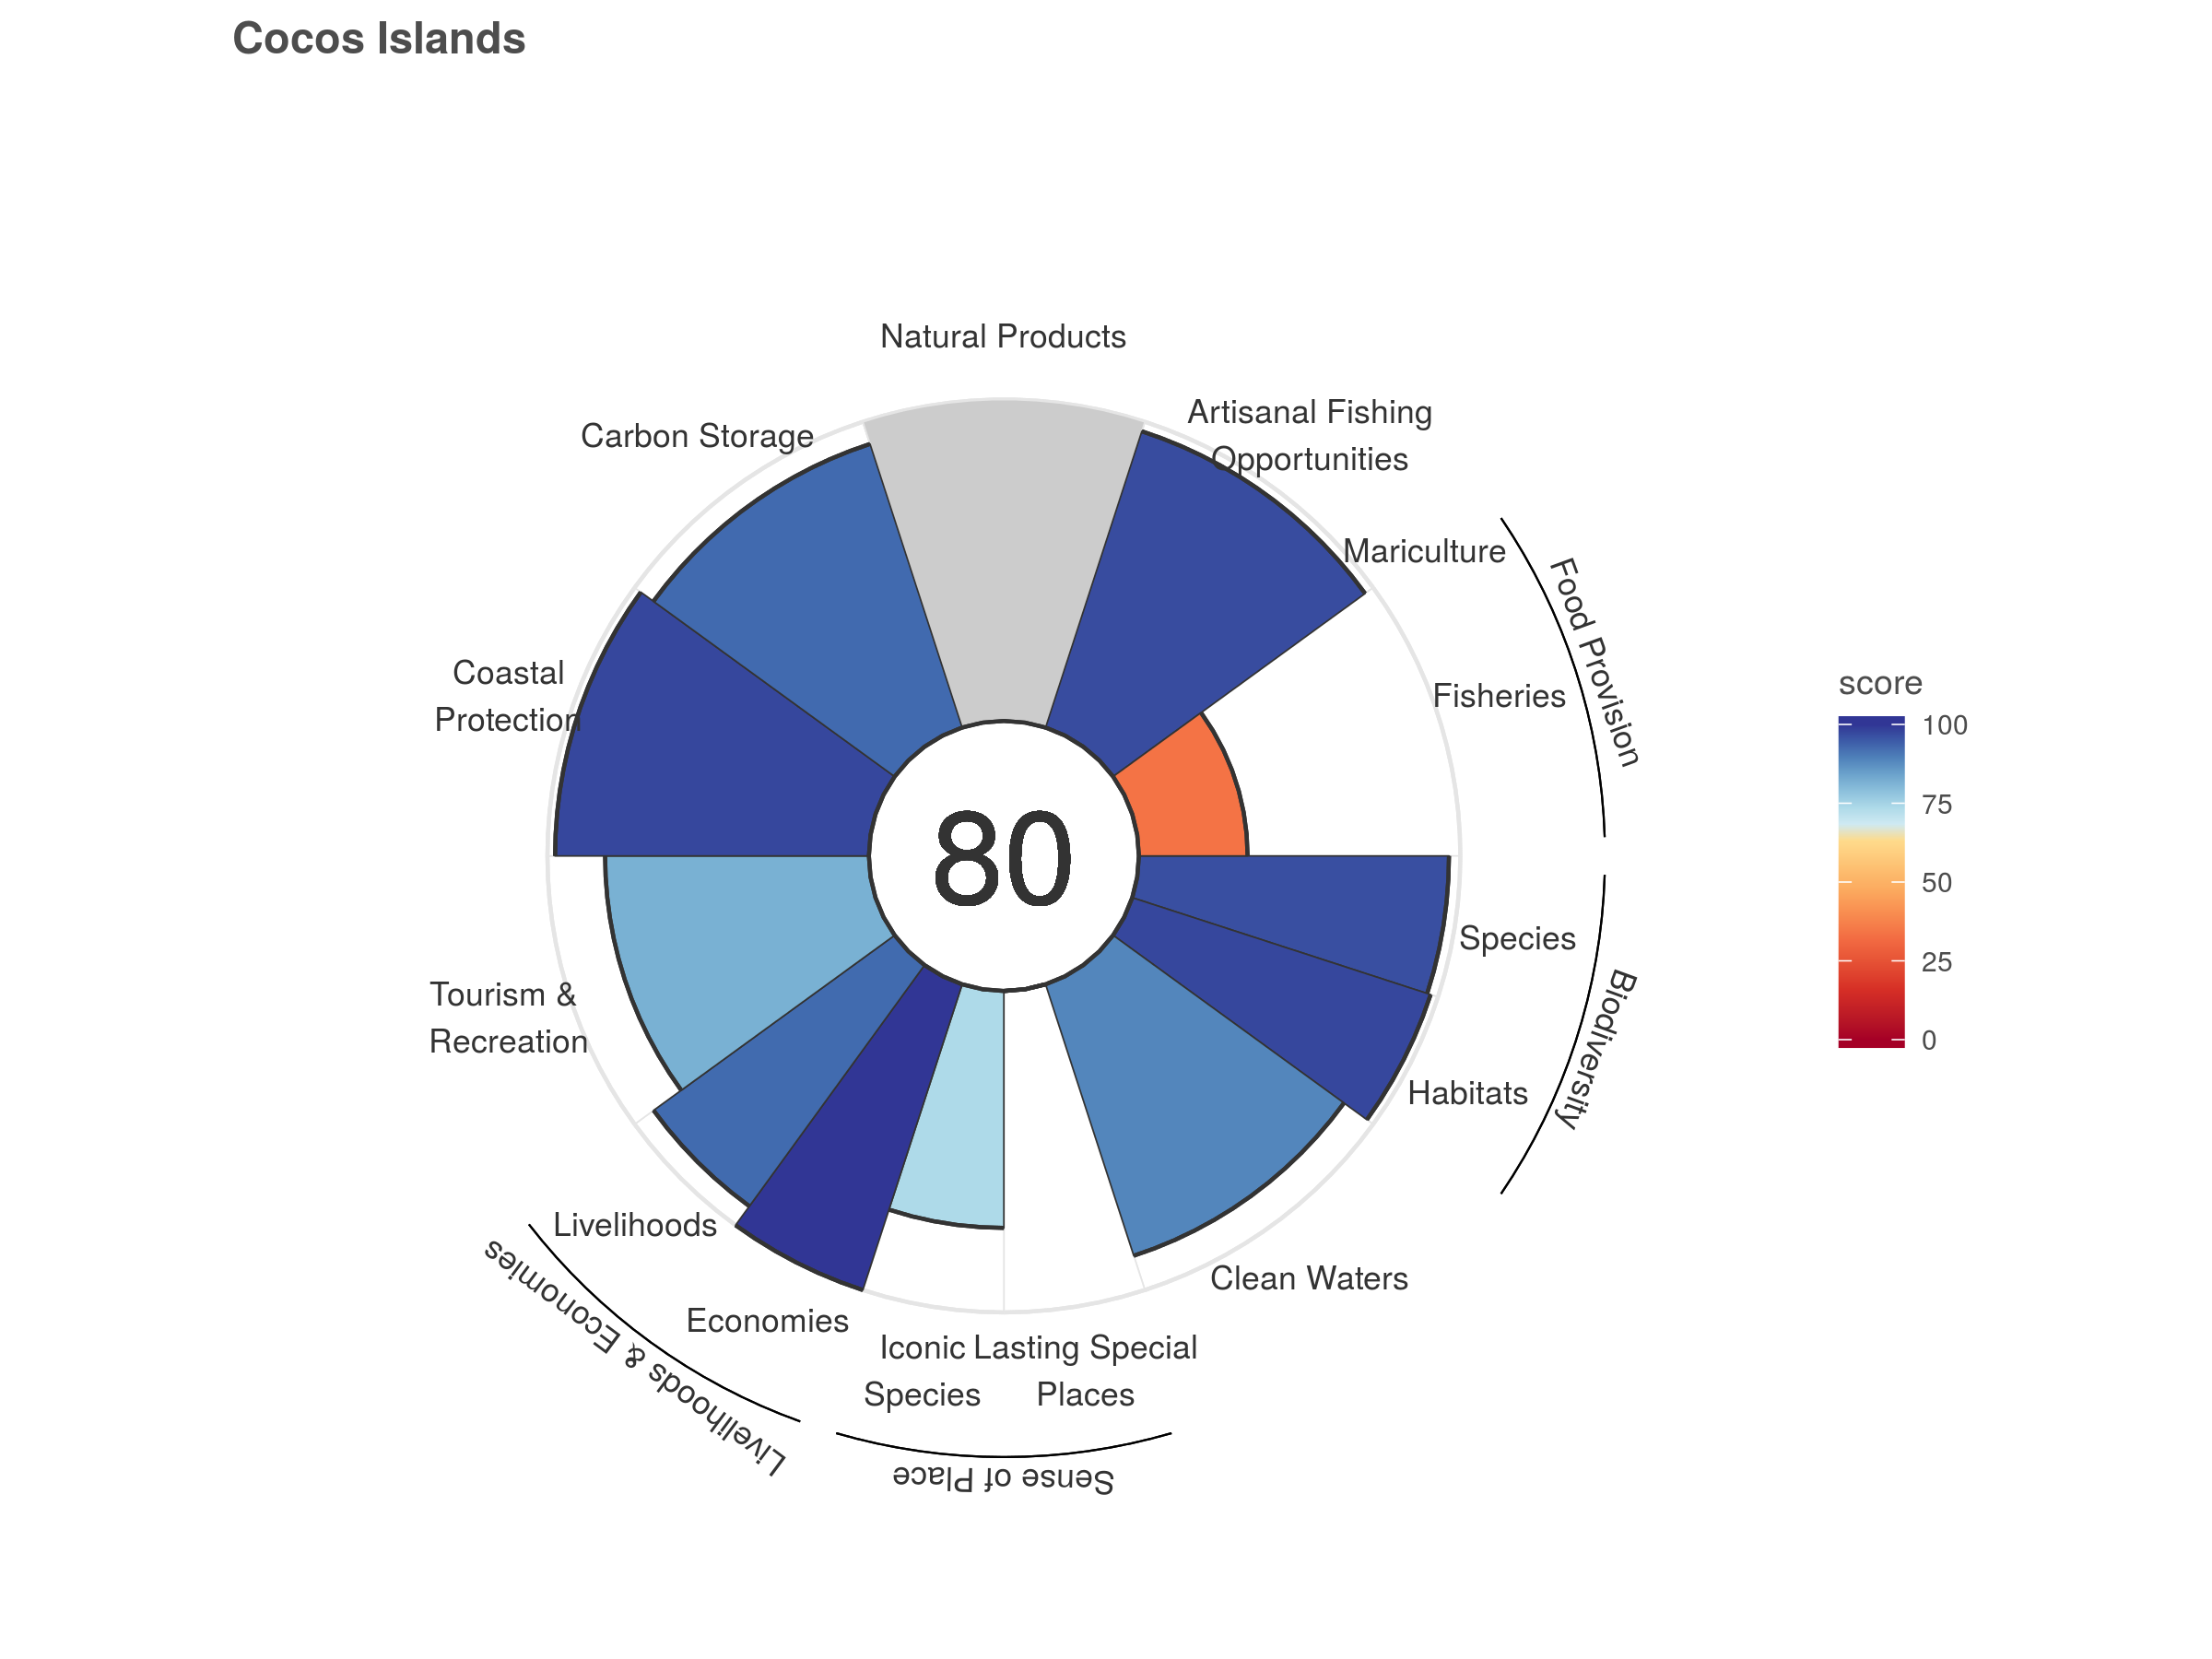 Cocos Islands
Natural Products
Artisanal Fishing
Opportunities
Carbon Storage
Mariculture
Food Provision
Fisheries
Coastal
Protection
score
100
75
50
25
0
80
Species
Biodiversity
Habitats
Tourism &
Recreation
Livelihoods
Livelihoods & Economies
Clean Waters
Economies
Iconic
Species
Lasting Special
Places
Sense of Place